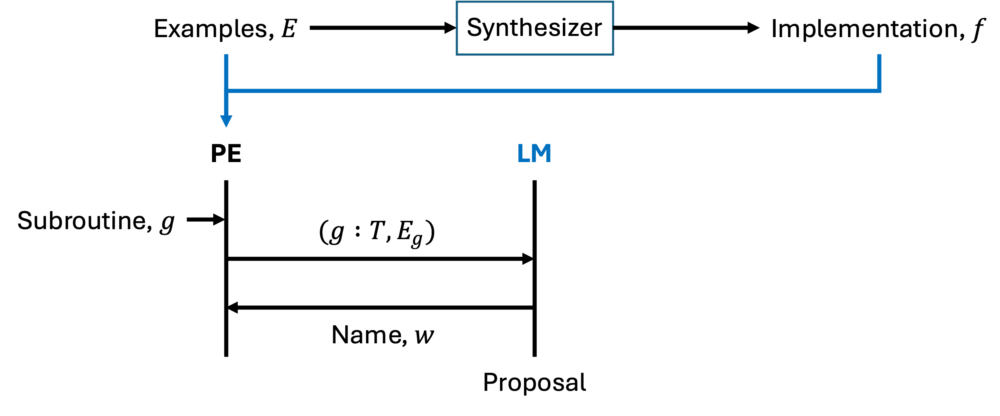 Examples, E
Synthesizer
Implementation, f
PE
LM
Subroutine, g
(g : T, E_g)
Name, w
Proposal